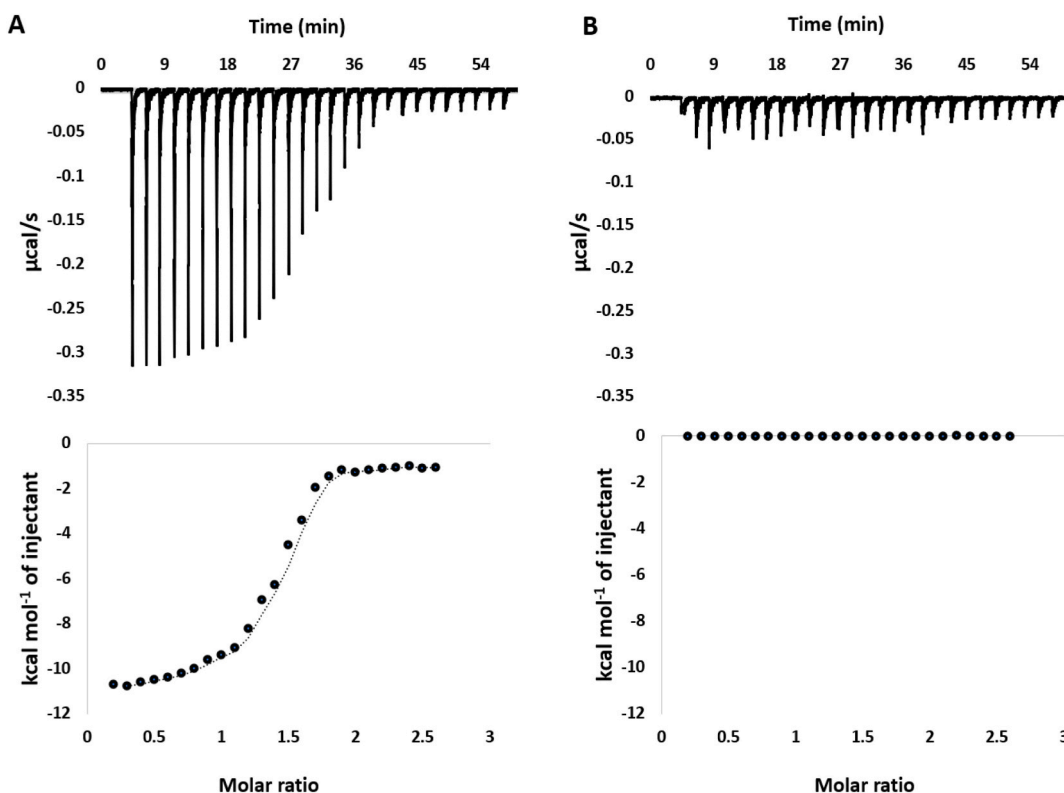 A
Time (min)
0 9 18 27 36 45 54
0
-0.05
-0.1
-0.15
-0.2
-0.25
-0.3
-0.35
µcal/s
0
-2
-4
-6
-8
-10
-12
kcal mol⁻¹ of injectant
0 0.5 1 1.5 2 2.5 3
Molar ratio
B
Time (min)
0 9 18 27 36 45 54
0
-0.05
-0.1
-0.15
-0.2
-0.25
-0.3
-0.35
µcal/s
0
-2
-4
-6
-8
-10
-12
kcal mol⁻¹ of injectant
0 0.5 1 1.5 2 2.5 3
Molar ratio